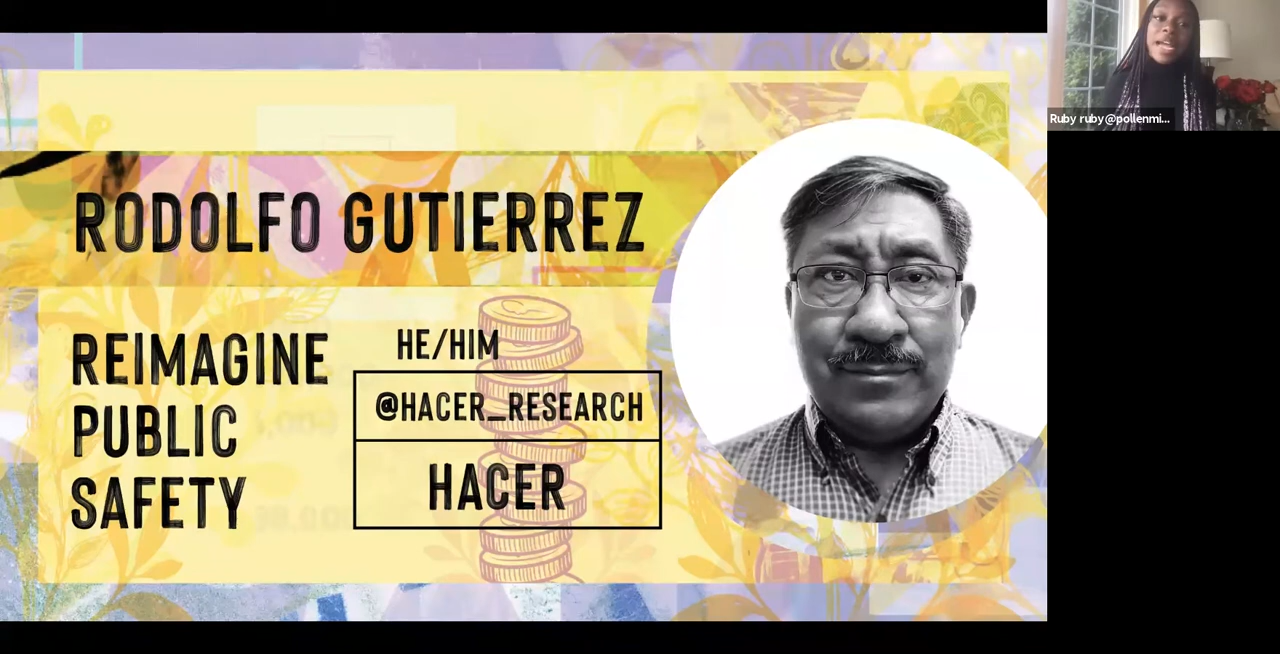 RODOLFO GUTIERREZ
REIMAGINE
PUBLIC
SAFETY
HE/HIM
@HACER_RESEARCH
HACER
Ruby ruby@pollenmi...